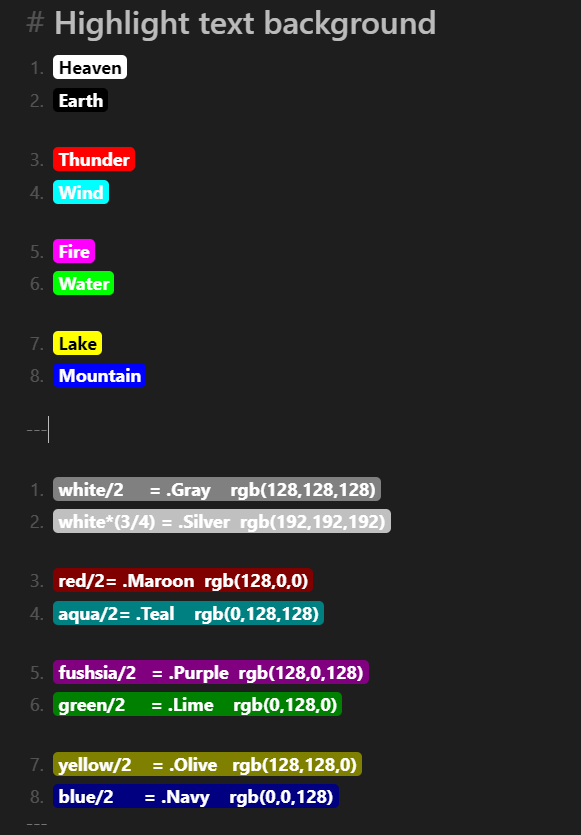 # Highlight text background
1. Heaven
2. Earth
3. Thunder
4. Wind
5. Fire
6. Water
7. Lake
8. Mountain
---
1. white/2 = .Gray rgb(128,128,128)
2. white*(3/4) = .Silver rgb(192,192,192)
3. red/2= .Maroon rgb(128,0,0)
4. aqua/2= .Teal rgb(0,128,128)
5. fushsia/2 = .Purple rgb(128,0,128)
6. green/2 = .Lime rgb(0,128,0)
7. yellow/2 = .Olive rgb(128,128,0)
8. blue/2 = .Navy rgb(0,0,128)
---